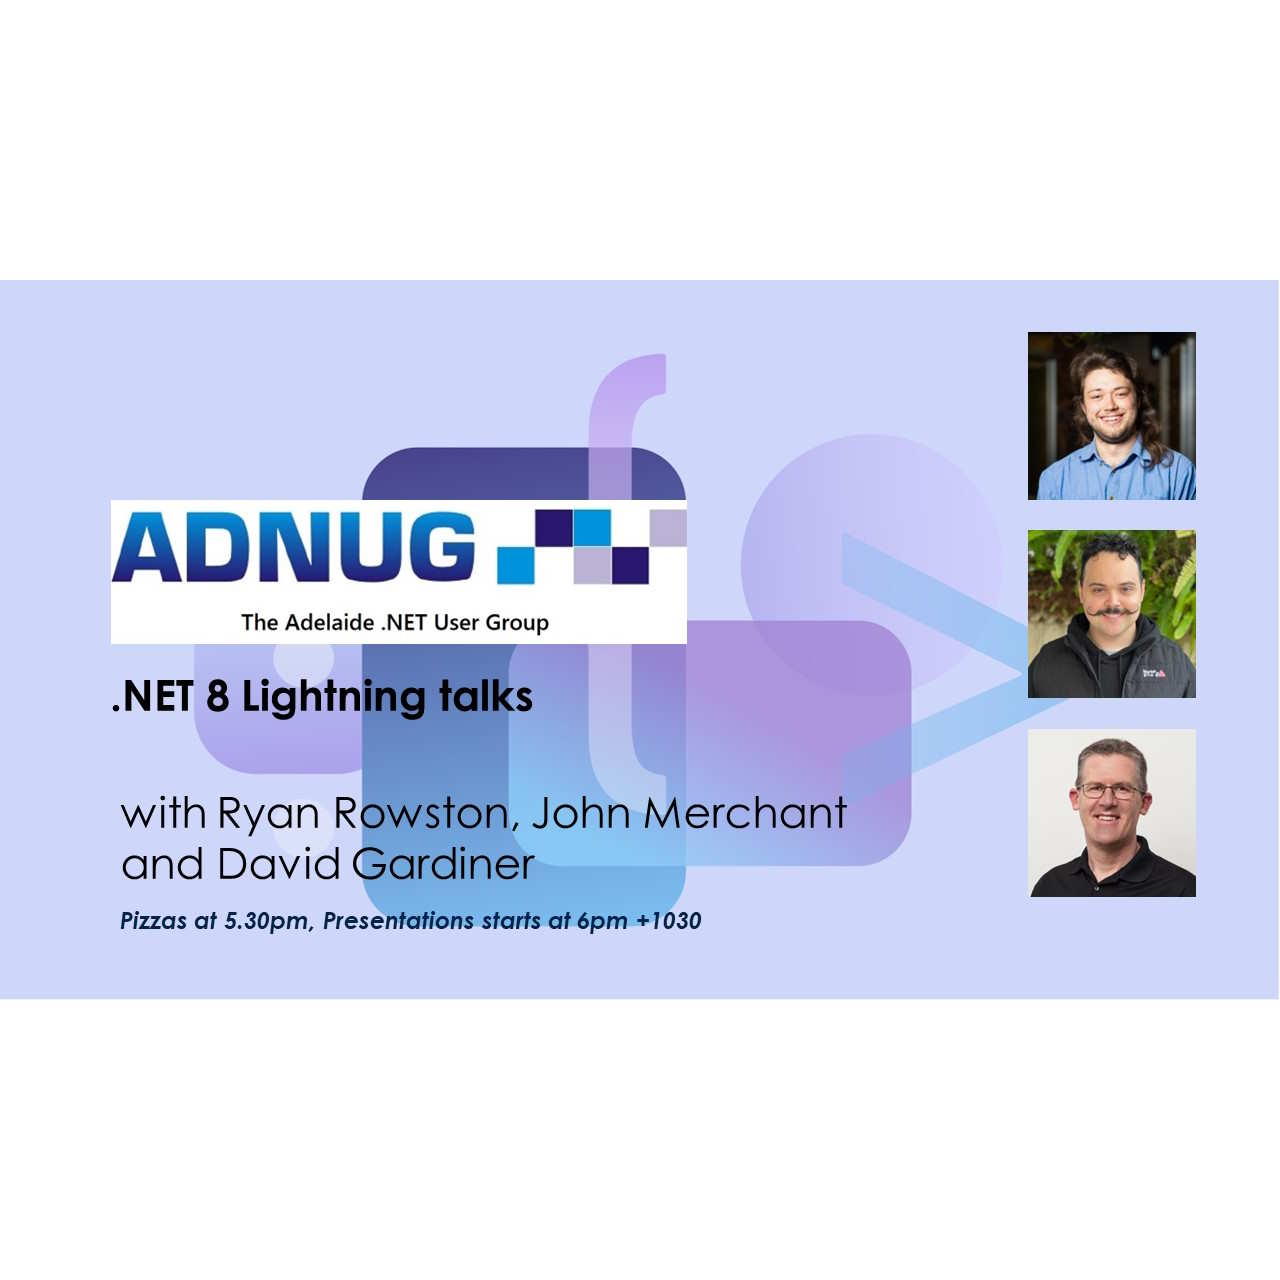 ADNUG
The Adelaide .NET User Group
.NET 8 Lightning talks
with Ryan Rowston, John Merchant
and David Gardiner
Pizzas at 5.30pm, Presentations starts at 6pm +1030